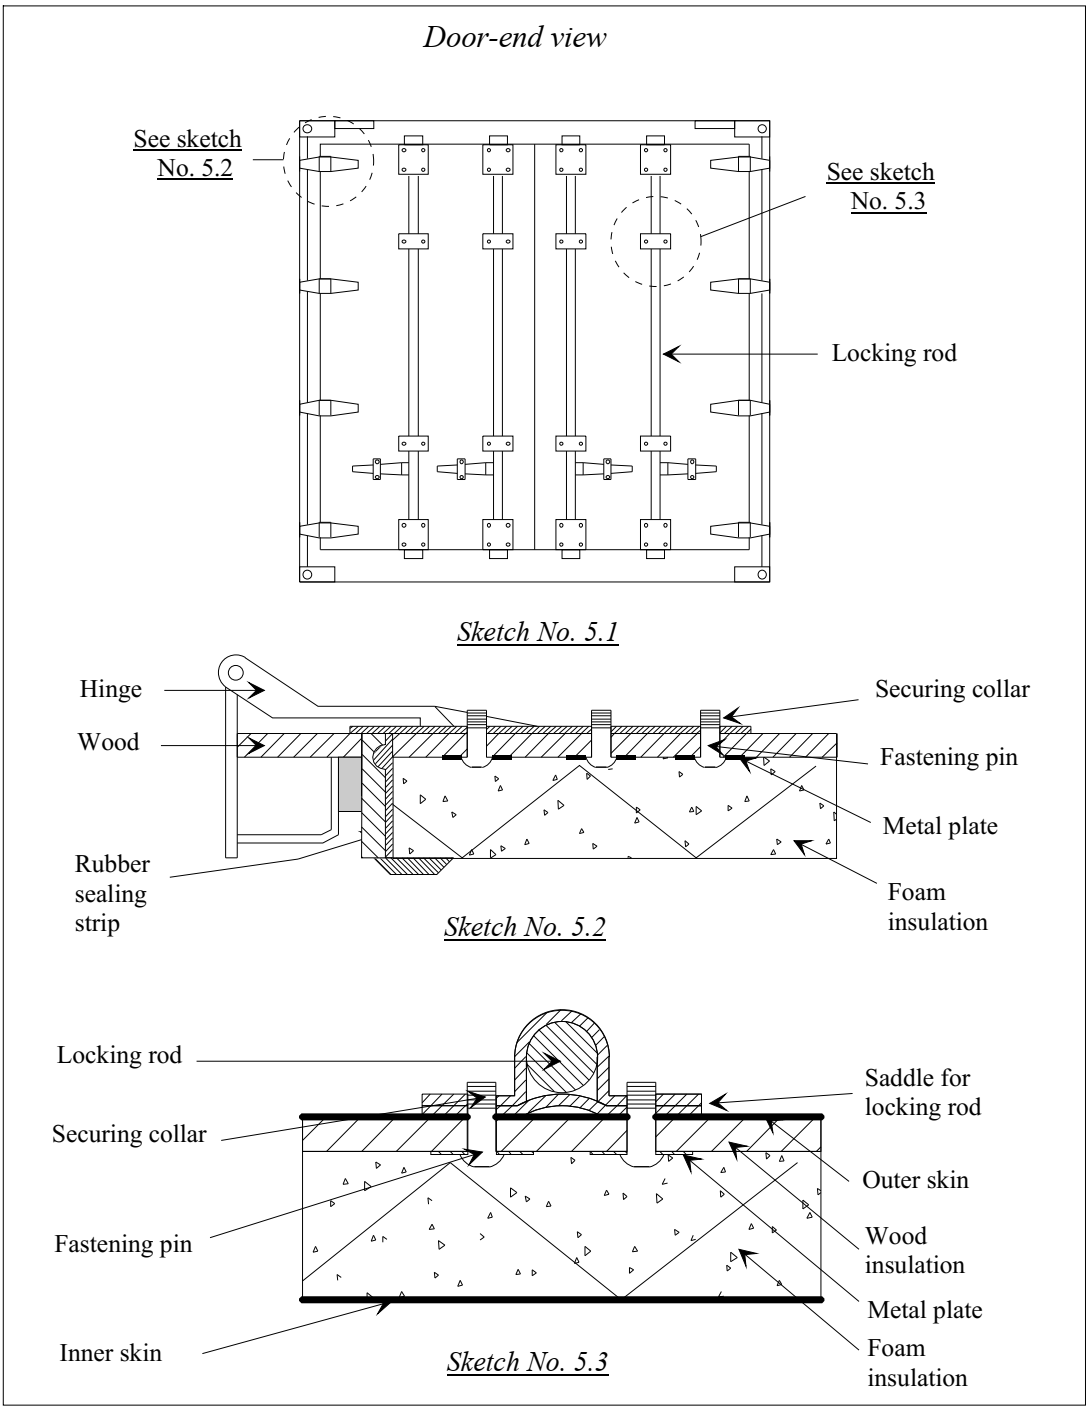 Door-end view
See sketch
No. 5.2
See sketch
No. 5.3
Locking rod
Sketch No. 5.1
Hinge
Wood
Rubber
sealing
strip
Securing collar
Fastening pin
Metal plate
Foam
insulation
Sketch No. 5.2
Locking rod
Securing collar
Fastening pin
Inner skin
Saddle for
locking rod
Outer skin
Wood
insulation
Metal plate
Foam
insulation
Sketch No. 5.3